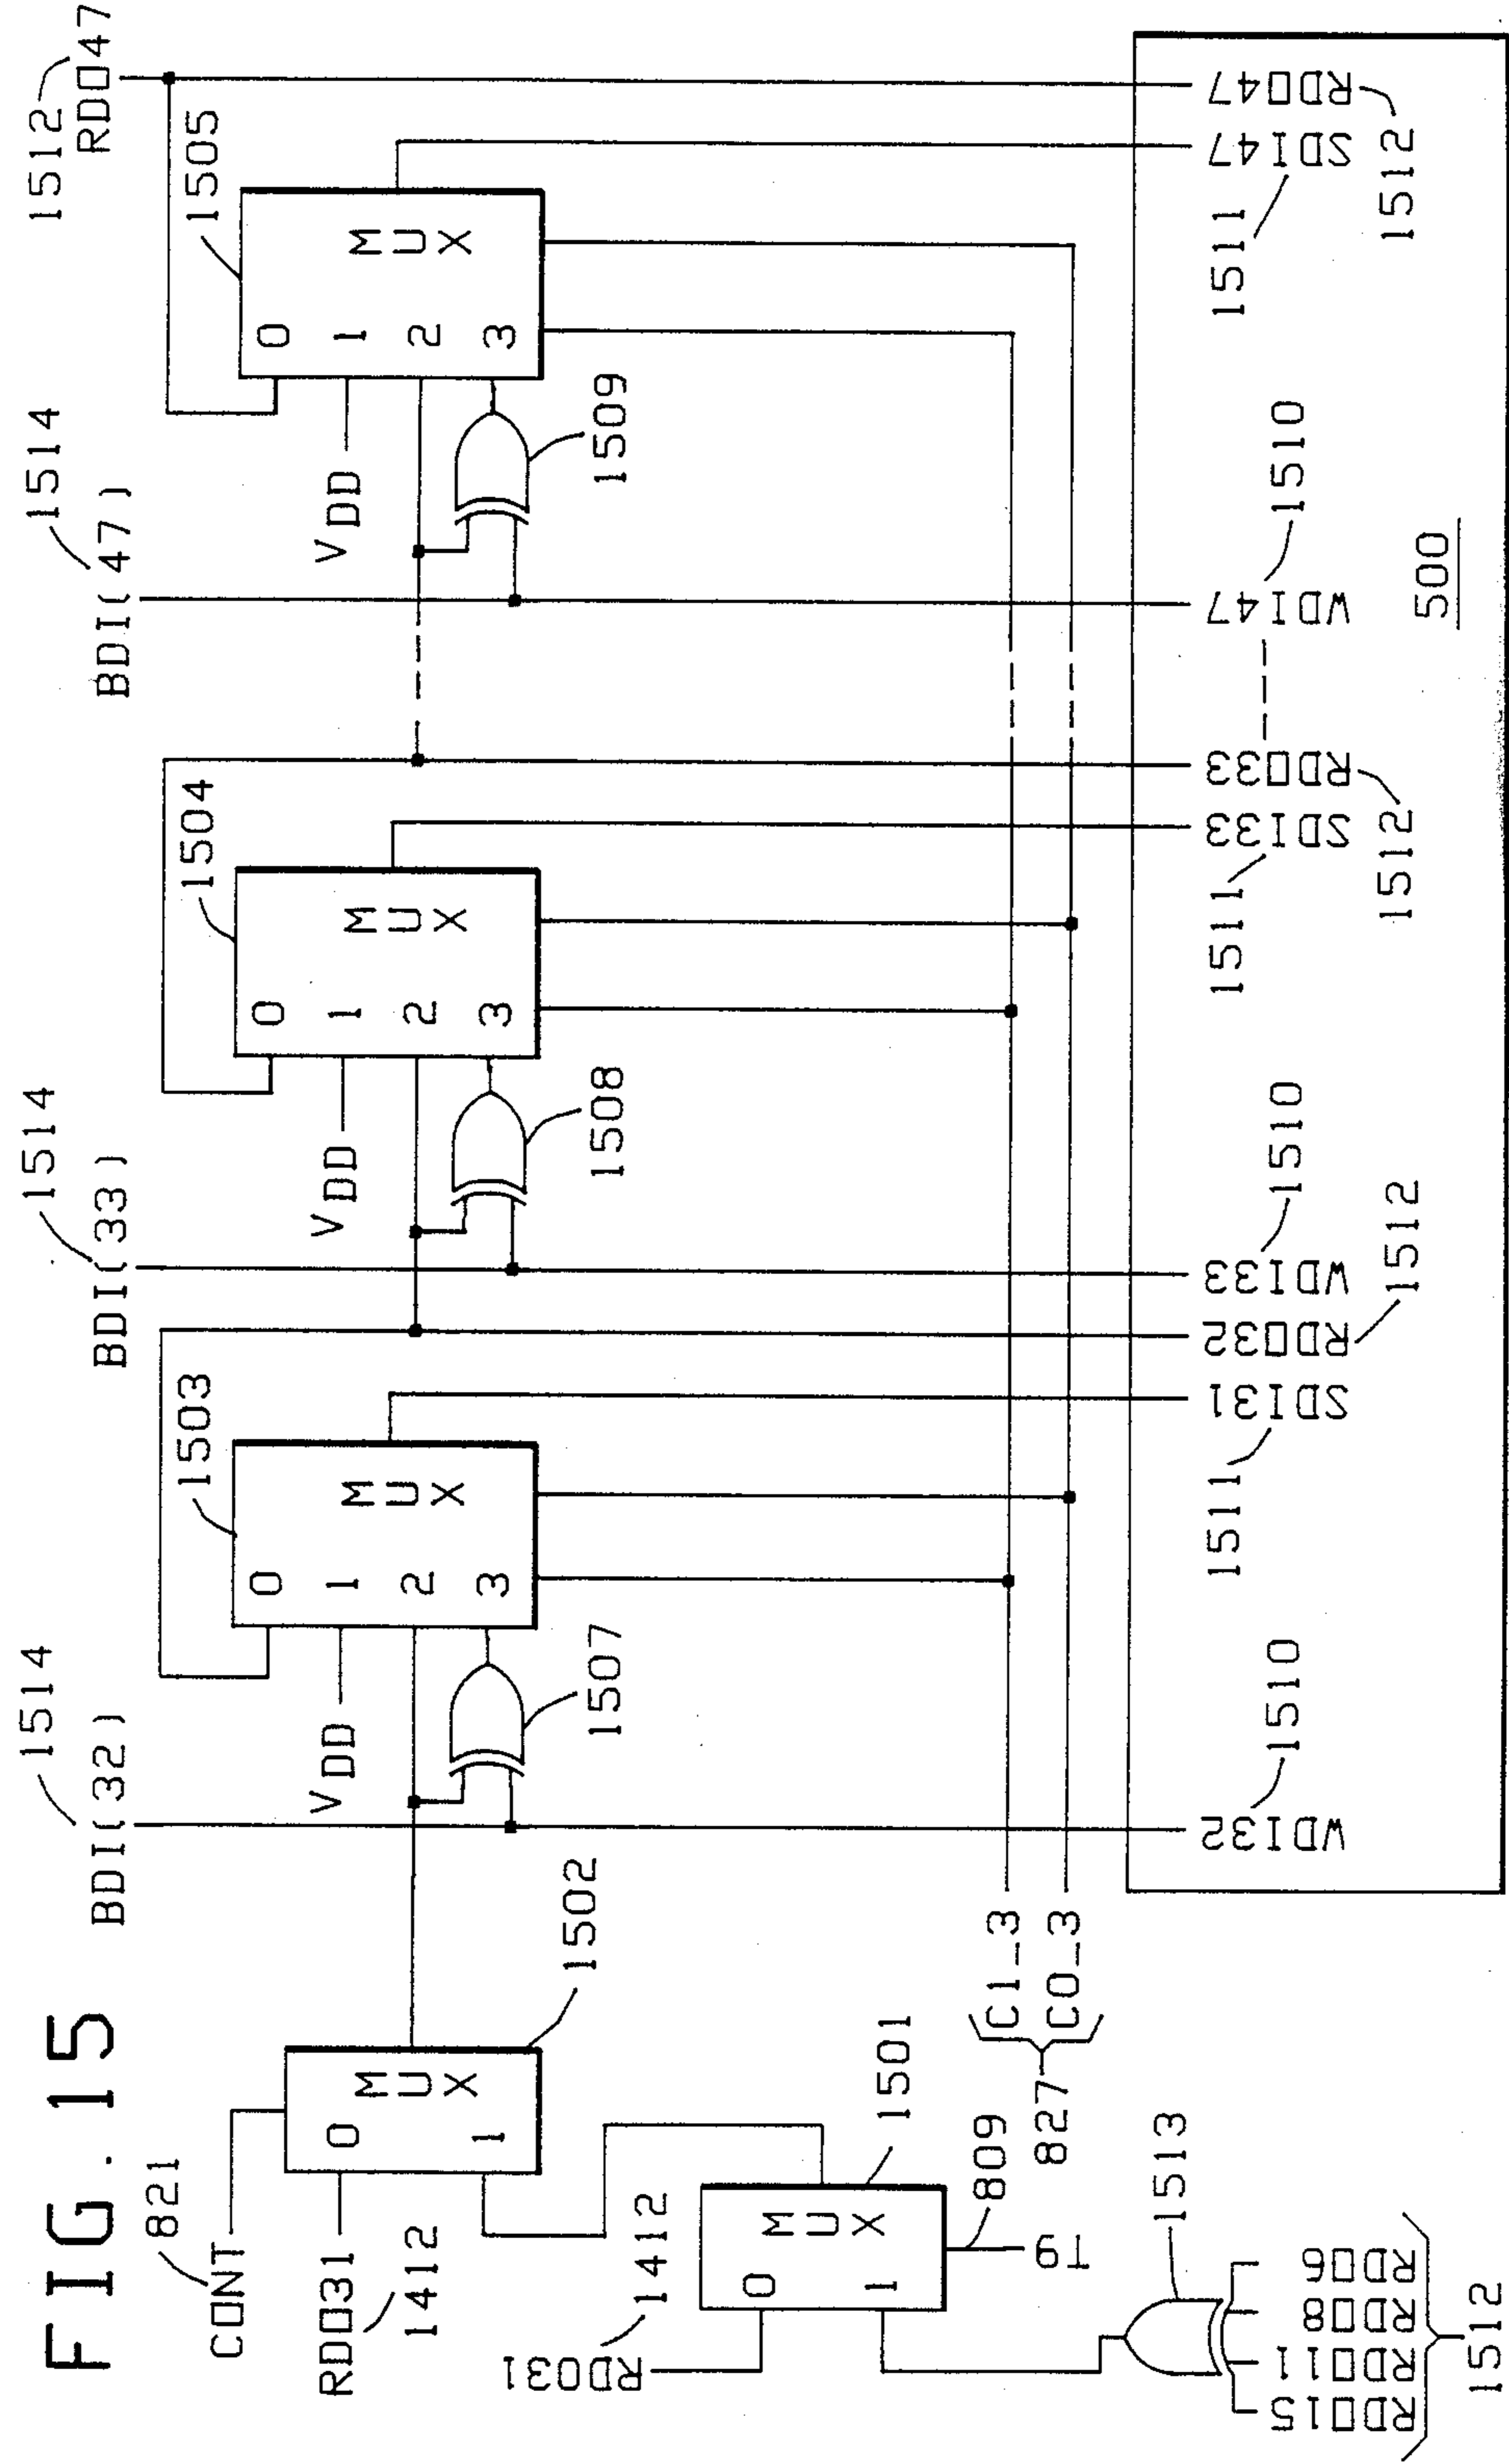 FIG. 15
1514
BDI(32)
1514
BDI(33)
1514
BDI(47)
1512
RDO47
821
CONT
RDO31
1412
0
1
MUX
1502
VDD
0
1
2
3
MUX
1503
1507
VDD
0
1
2
3
MUX
1504
1508
VDD
0
1
2
3
MUX
1505
1509
RDO31
1412
0
1
MUX
1501
T9
809
827
C1_3
C0_3
1513
RDO15
RDO11
RDO8
RDO6
1512
WDI32
1510
SDI31
1511
RDO32
1512
WDI33
1510
SDI33
1511
RDO33
1512
WDI47
1510
SDI47
1511
RDO47
1512
500